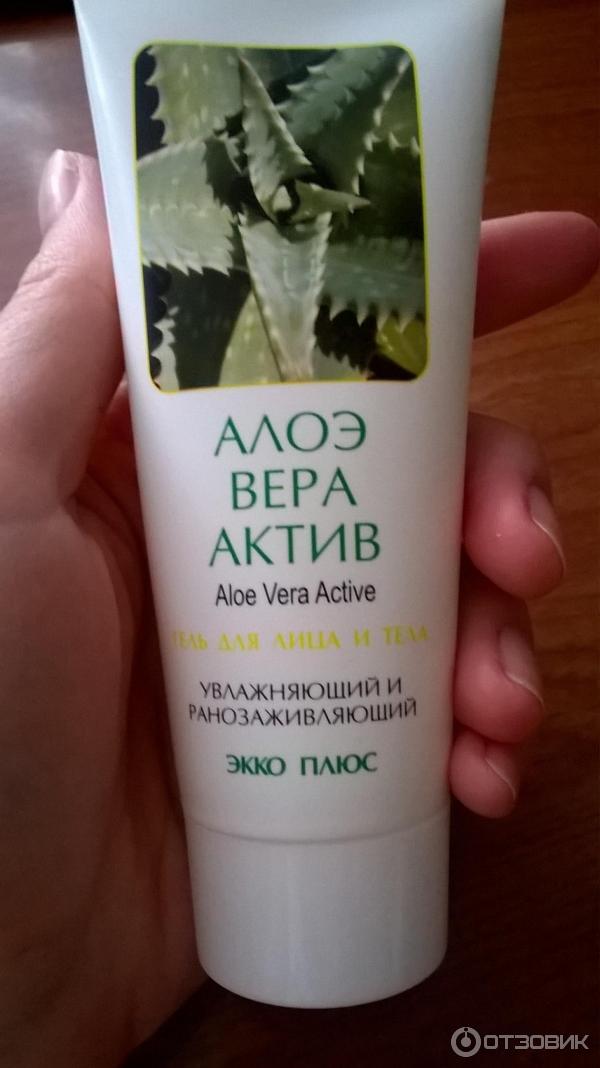 АЛОЭ
ВЕРА
АКТИВ
Aloe Vera Active
ГЕЛЬ ДЛЯ ЛИЦА И ТЕЛА
УВЛАЖНЯЮЩИЙ И
РАНОЗАЖИВЛЯЮЩИЙ
ЭККО ПЛЮС
ОТЗОВИК